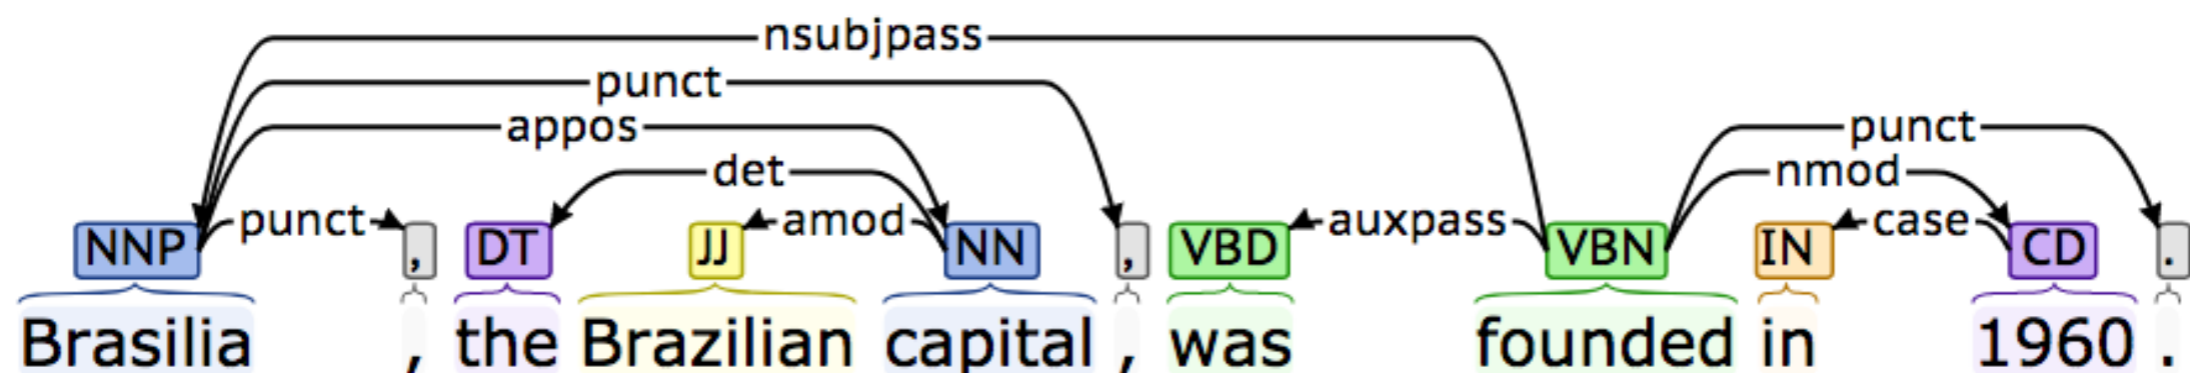 nsubjpass
punct
appos punct
det nmod
punct amod auxpass case
NNP , DT JJ NN , VBD VBN IN CD .
Brasilia , the Brazilian capital , was founded in 1960 .